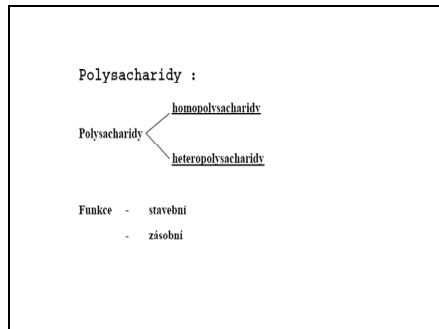 Polysacharidy :
homopolysacharidy
Polysacharidy
heteropolysacharidy
Funkce - stavební
- zásobní